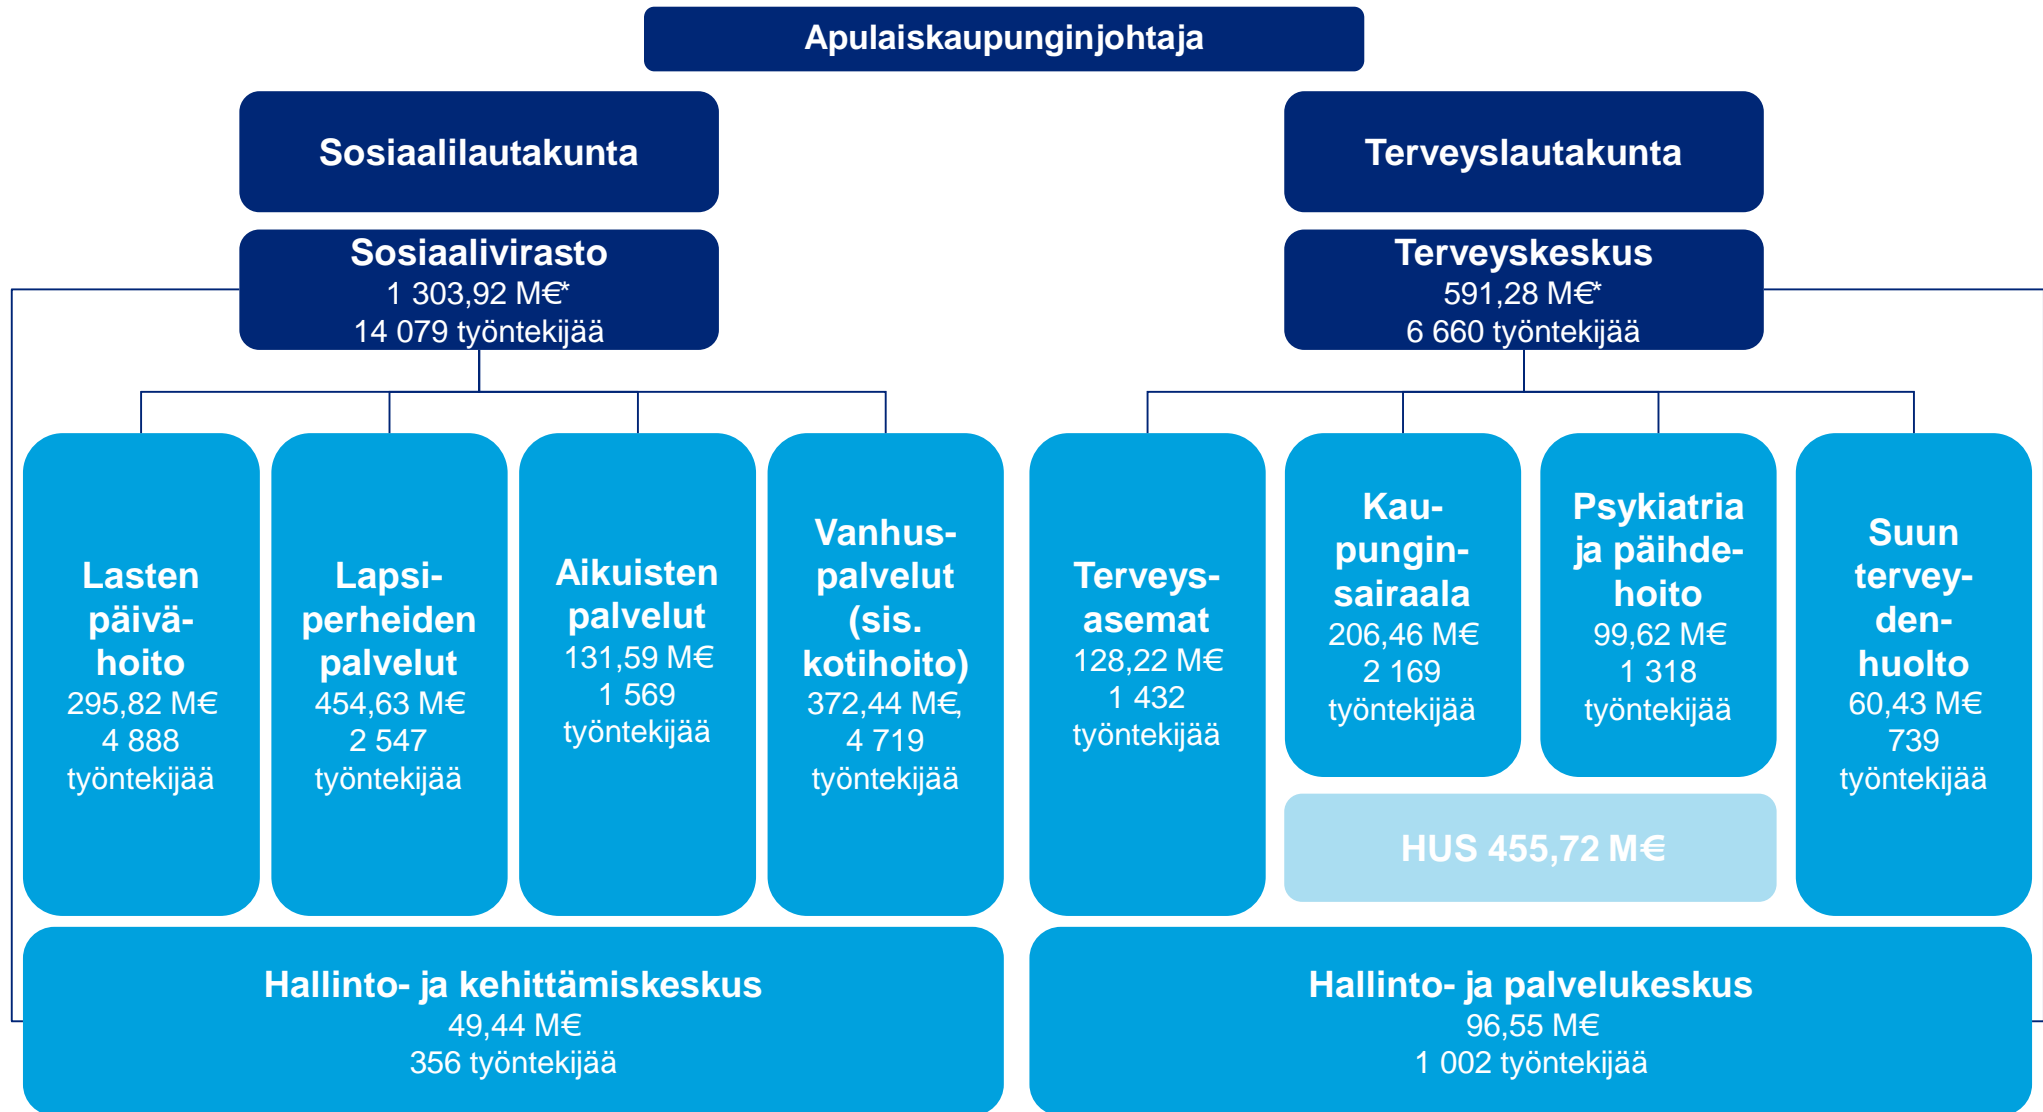 Apulaiskaupunginjohtaja
Sosiaalilautakunta
Terveyslautakunta
Sosiaalivirasto
1 303,92 M€*
14 079 työntekijää
Terveyskeskus
591,28 M€*
6 660 työntekijää
Lasten
päivä-
hoito
295,82 M€
4 888
työntekijää
Lapsi-
perheiden
palvelut
454,63 M€
2 547
työntekijää
Aikuisten
palvelut
131,59 M€
1 569
työntekijää
Vanhus-
palvelut
(sis.
kotihoito)
372,44 M€,
4 719
työntekijää
Terveys-
asemat
128,22 M€
1 432
työntekijää
Kau-
pungin-
sairaala
206,46 M€
2 169
työntekijää
Psykiatria
ja päihde-
hoito
99,62 M€
1 318
työntekijää
Suun
tervey-
den-
huolto
60,43 M€
739
työntekijää
HUS 455,72 M€
Hallinto- ja kehittämiskeskus
49,44 M€
356 työntekijää
Hallinto- ja palvelukeskus
96,55 M€
1 002 työntekijää